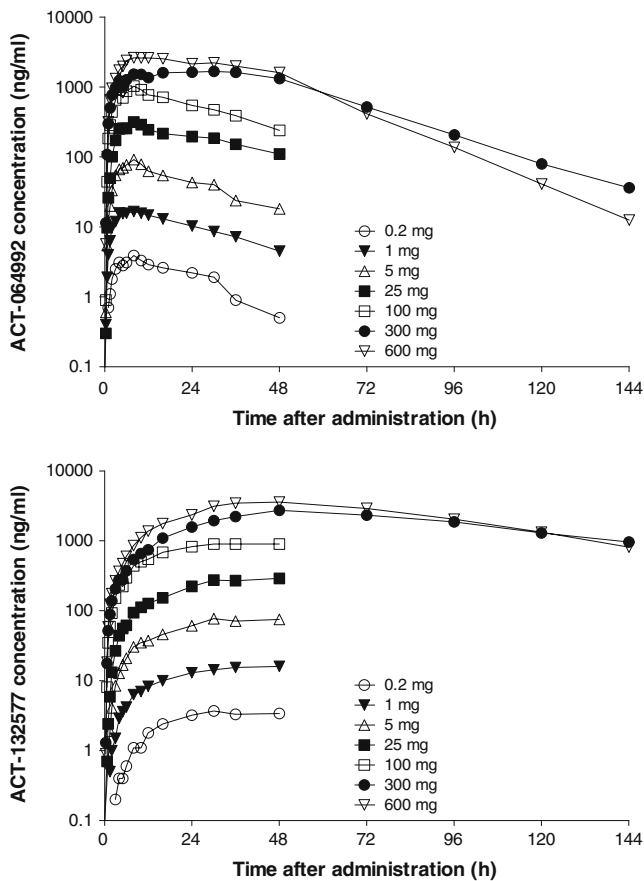 ACT-064992 concentration (ng/ml)
10000
1000
100
10
1
0.1
0.2 mg
1 mg
5 mg
25 mg
100 mg
300 mg
600 mg
0 24 48 72 96 120 144
Time after administration (h)
ACT-132577 concentration (ng/ml)
10000
1000
100
10
1
0.1
0.2 mg
1 mg
5 mg
25 mg
100 mg
300 mg
600 mg
0 24 48 72 96 120 144
Time after administration (h)